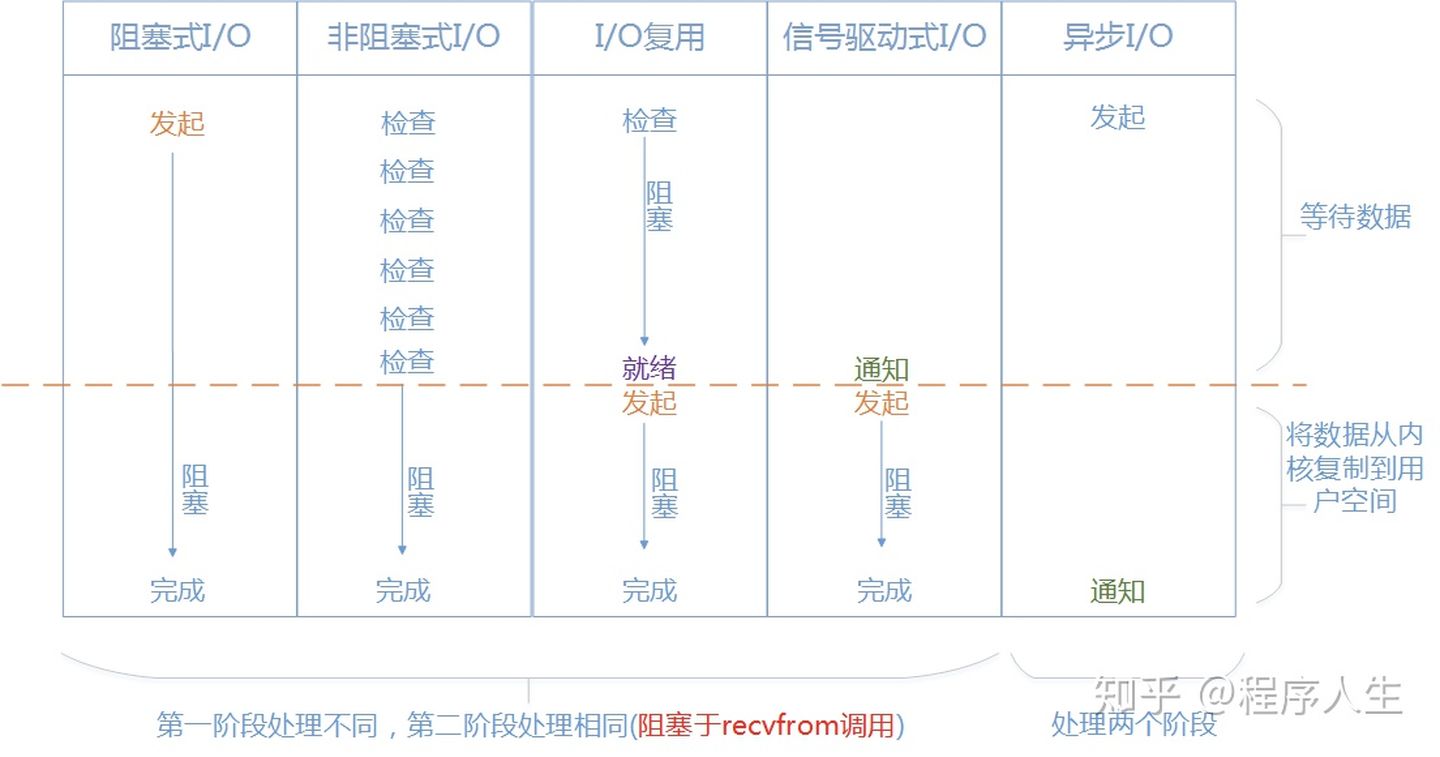 阻塞式I/O 非阻塞式I/O I/O复用 信号驱动式I/O 异步I/O
发起 检查 检查 发起
检查
阻塞
检查
等待数据
检查
检查
检查 就绪 通知
发起 发起
将数据从内
核复制到用
户空间
阻塞 阻塞 阻塞 阻塞
完成 完成 完成 完成 通知
知乎 @程序人生
第一阶段处理不同，第二阶段处理相同(阻塞于recvfrom调用) 处理两个阶段